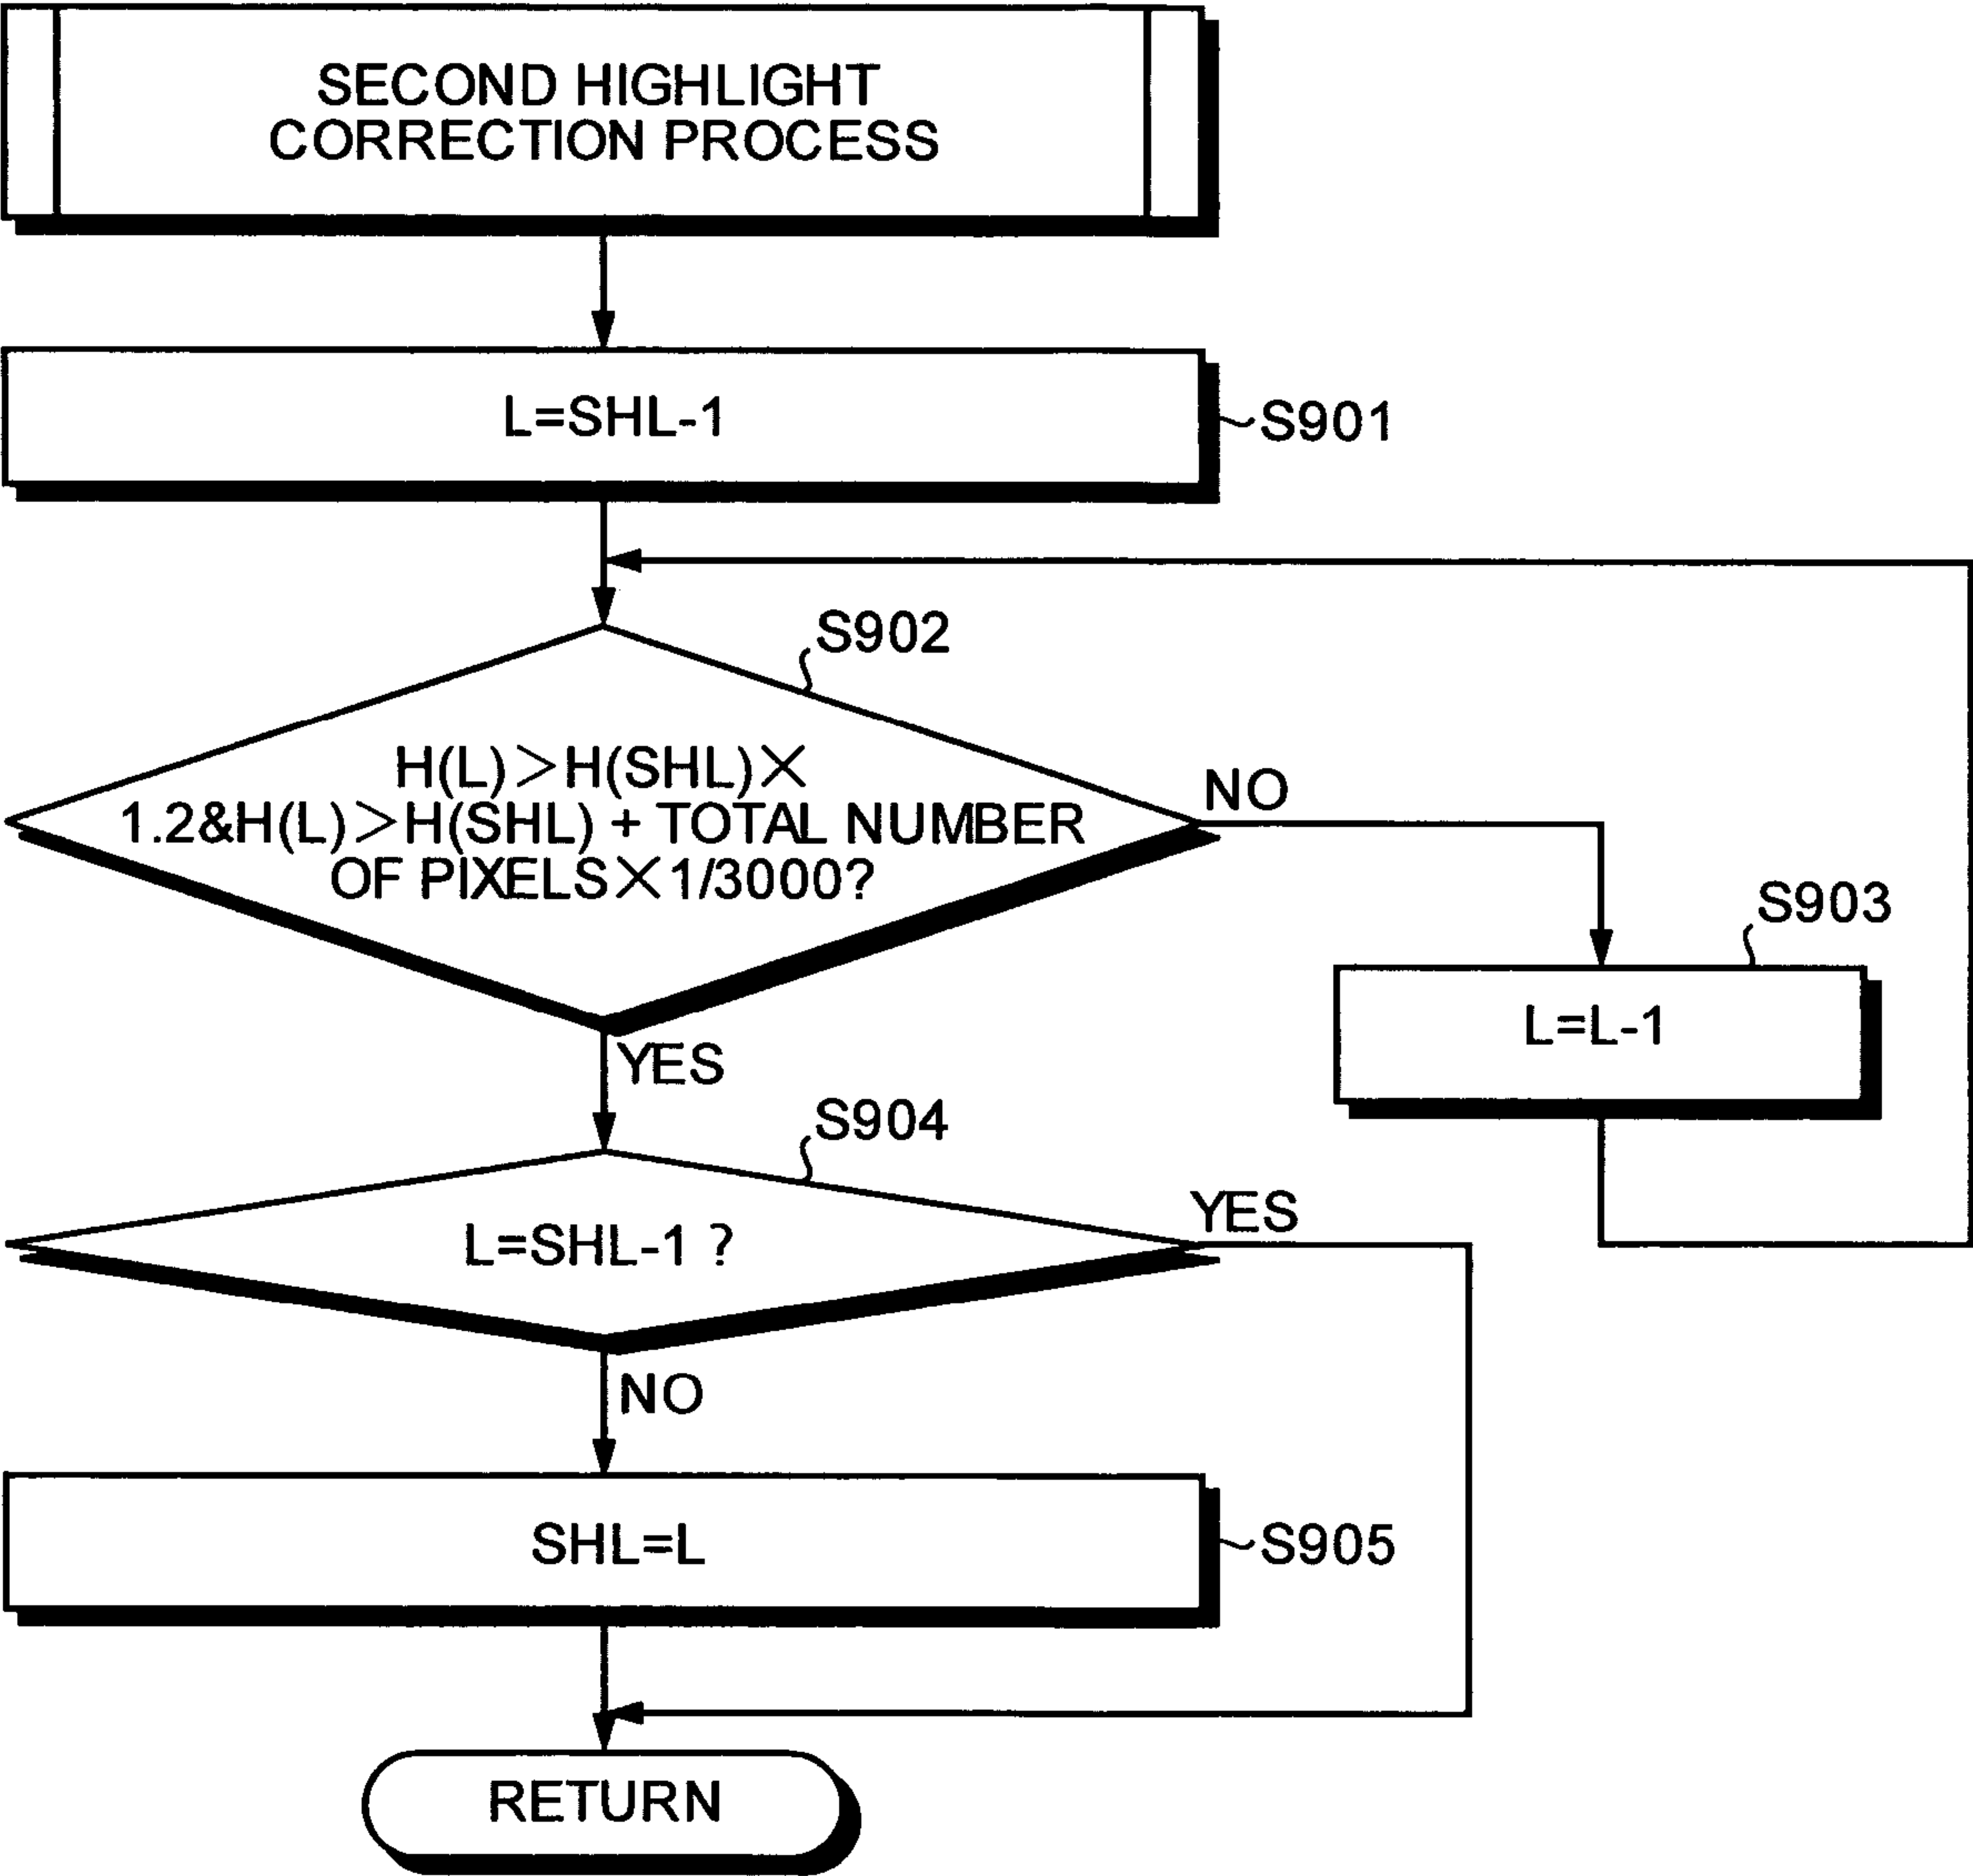 SECOND HIGHLIGHT
CORRECTION PROCESS
L=SHL-1
S901
S902
H(L)>H(SHL)×
1.2&H(L)>H(SHL) + TOTAL NUMBER
OF PIXELS×1/3000?
NO
S903
L=L-1
YES
S904
L=SHL-1 ?
YES
NO
SHL=L
S905
RETURN